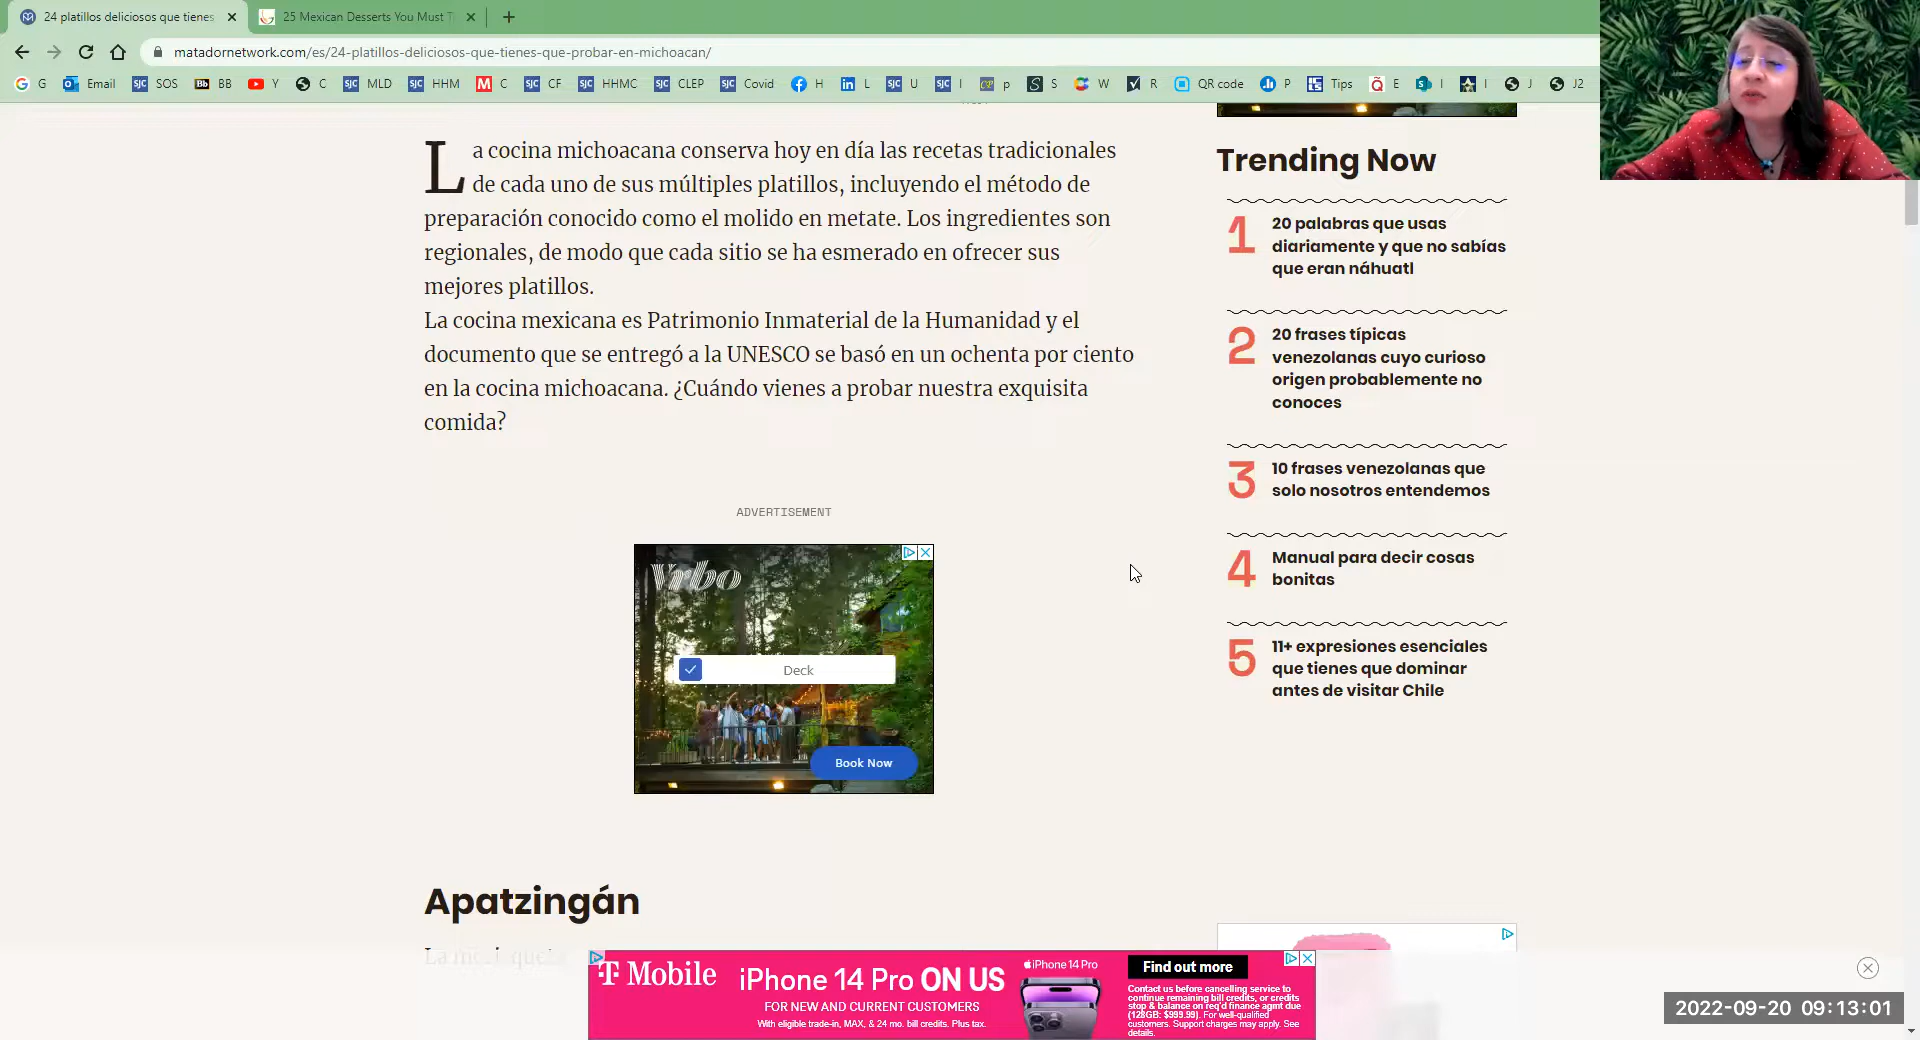 24 platillos deliciosos que tienes
25 Mexican Desserts You Must T
matadornetwork.com/es/24-platillos-deliciosos-que-tienes-que-probar-en-michoacan/
G Email SOS BB Y C MLD HHM C CF HHMC CLEP Covid H L U I p S W R QR code P Tips E I I J J2
La cocina michoacana conserva hoy en día las recetas tradicionales
de cada uno de sus múltiples platillos, incluyendo el método de
preparación conocido como el molido en metate. Los ingredientes son
regionales, de modo que cada sitio se ha esmerado en ofrecer sus
mejores platillos.
La cocina mexicana es Patrimonio Inmaterial de la Humanidad y el
documento que se entregó a la UNESCO se basó en un ochenta por ciento
en la cocina michoacana. ¿Cuándo vienes a probar nuestra exquisita
comida?
ADVERTISEMENT
Vrbo
Deck
Book Now
Apatzingán
Trending Now
1 20 palabras que usas
diariamente y que no sabías
que eran náhuatl
2 20 frases típicas
venezolanas cuyo curioso
origen probablemente no
conoces
3 10 frases venezolanas que
solo nosotros entendemos
4 Manual para decir cosas
bonitas
5 11+ expresiones esenciales
que tienes que dominar
antes de visitar Chile
T Mobile
iPhone 14 Pro ON US
FOR NEW AND CURRENT CUSTOMERS
With eligible trade-in, MAX, & 24 mo. bill credits. Plus tax.
iPhone 14 Pro
Find out more
Contact us before cancelling service to
continue remaining bill credits, or credits
stop & balance on req'd finance agmt due
(128GB: $999.99). For well-qualified
customers. Support charges may apply. See
details.
2022-09-20 09:13:01